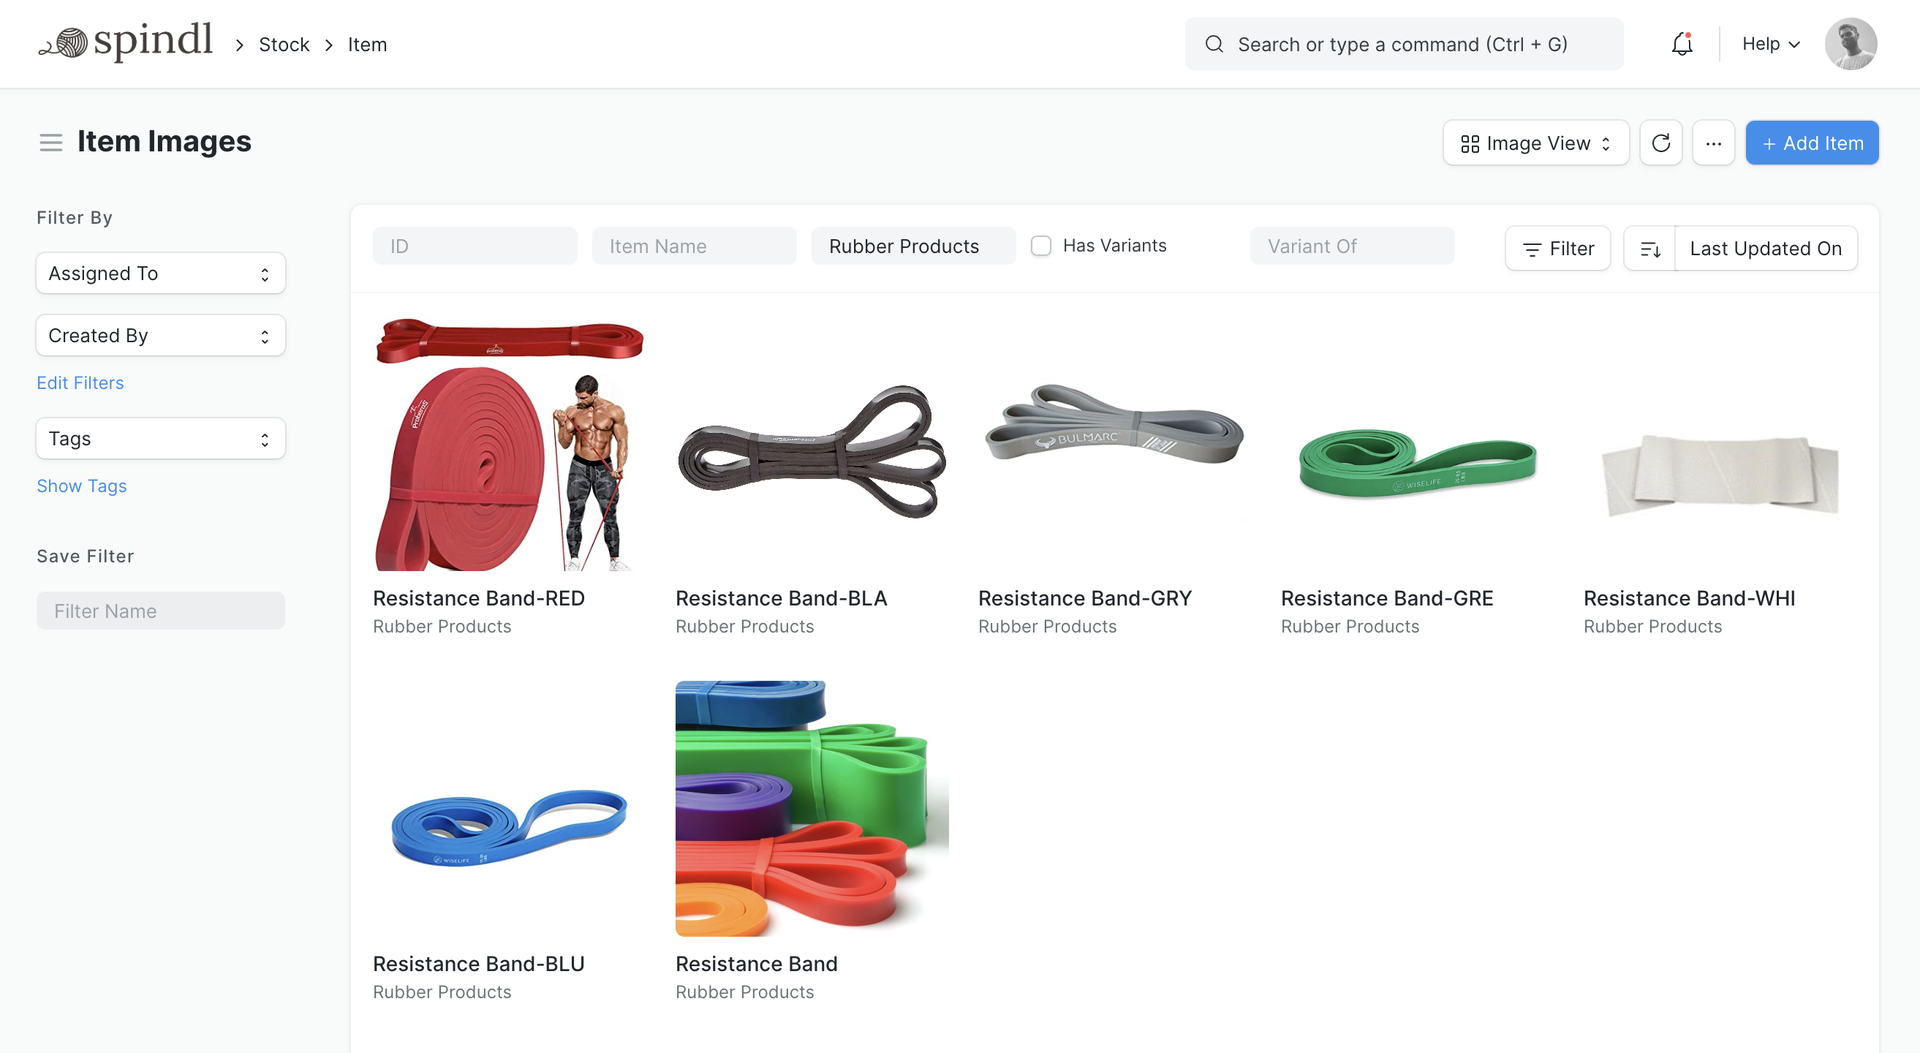 spindl
Stock
Item
Search or type a command (Ctrl + G)
Help
Item Images
Image View
+ Add Item
Filter By
Assigned To
Created By
Edit Filters
Tags
Show Tags
Save Filter
Filter Name
ID
Item Name
Rubber Products
Has Variants
Variant Of
Filter
Last Updated On
ProberoS
BULMARC
WISELIFE
Resistance Band-RED
Rubber Products
Resistance Band-BLA
Rubber Products
Resistance Band-GRY
Rubber Products
Resistance Band-GRE
Rubber Products
Resistance Band-WHI
Rubber Products
WISELIFE
Resistance Band-BLU
Rubber Products
Resistance Band
Rubber Products